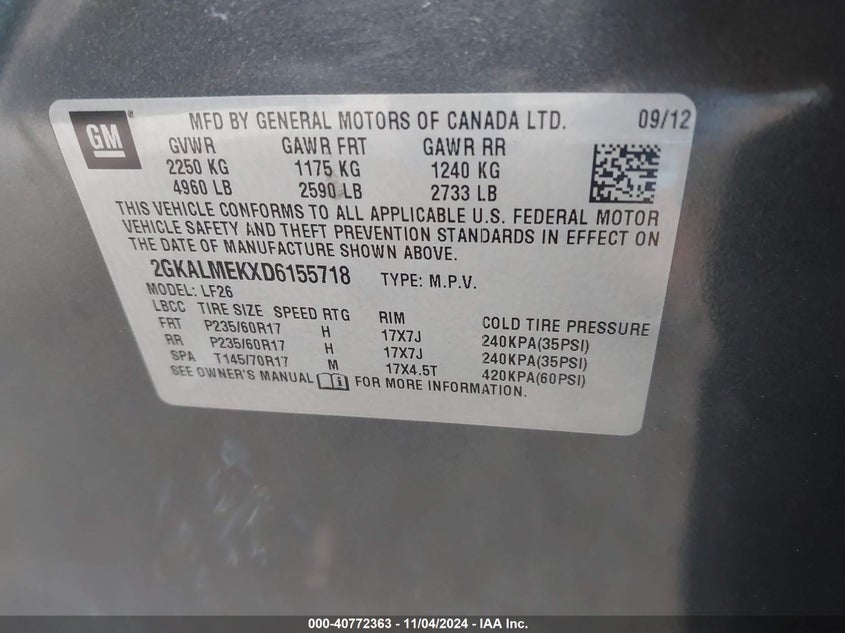 GM ® MFD BY GENERAL MOTORS OF CANADA LTD. 09/12
GVWR GAWR FRT GAWR RR
2250 KG 1175 KG 1240 KG
4960 LB 2590 LB 2733 LB
THIS VEHICLE CONFORMS TO ALL APPLICABLE U.S. FEDERAL MOTOR
VEHICLE SAFETY AND THEFT PREVENTION STANDARDS IN EFFECT ON
THE DATE OF MANUFACTURE SHOWN ABOVE.
2GKALMEKXD6155718 TYPE: M.P.V.
MODEL: LF26
LBCC TIRE SIZE SPEED RTG RIM COLD TIRE PRESSURE
FRT P235/60R17 H 17X7J 240KPA(35PSI)
RR P235/60R17 H 17X7J 240KPA(35PSI)
SPA T145/70R17 M 17X4.5T 420KPA(60PSI)
SEE OWNER'S MANUAL i FOR MORE INFORMATION.
000-40772363 - 11/04/2024 - IAA Inc.